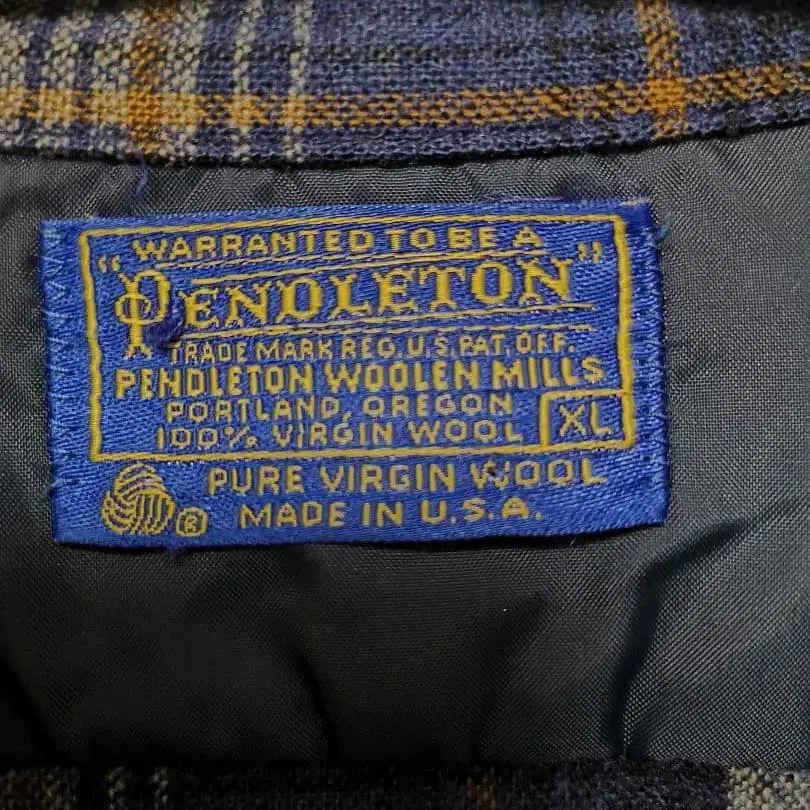 WARRANTED TO BE A
"PENDLETON"
TRADE MARK REG. U.S. PAT. OFF.
PENDLETON WOOLEN MILLS
PORTLAND, OREGON
100% VIRGIN WOOL XL
PURE VIRGIN WOOL
® MADE IN U.S.A.